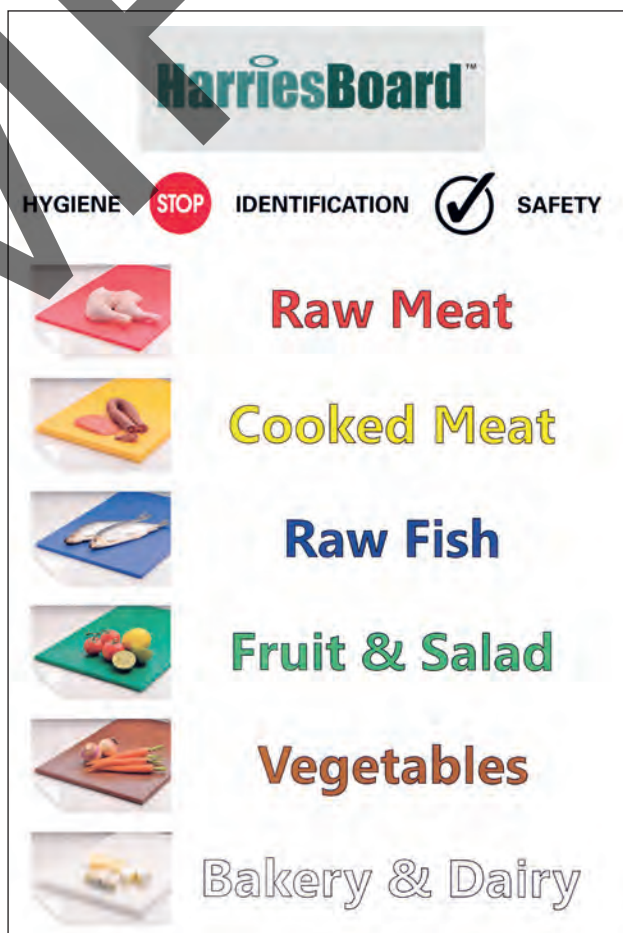 HarriesBoard™
HYGIENE STOP IDENTIFICATION SAFETY
Raw Meat
Cooked Meat
Raw Fish
Fruit & Salad
Vegetables
Bakery & Dairy